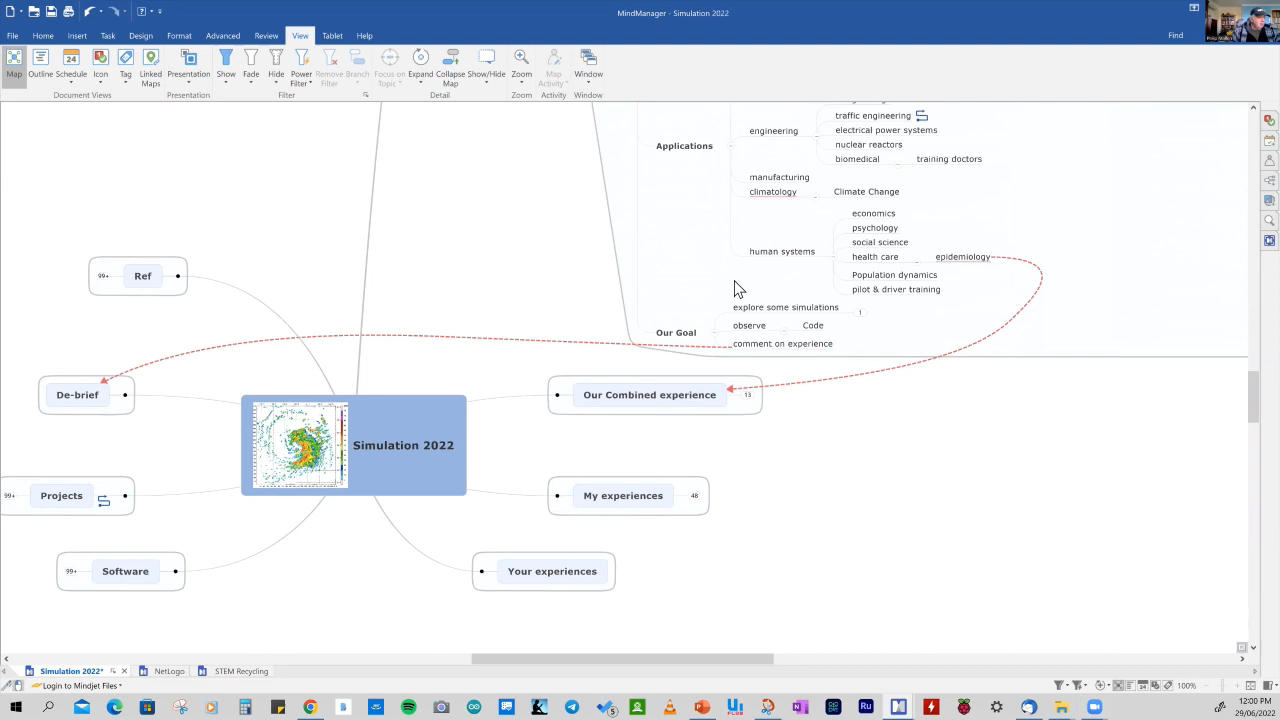 MindManager - Simulation 2022
File
Home
Insert
Task
Design
Format
Advanced
Review
View
Tablet
Help
Find
Map
Outline
Schedule
Icon
Tag
Linked Maps
Presentation
Show
Fade
Hide
Power Filter
Remove Filter
Branch
Focus on Topic
Expand
Collapse Map
Show/Hide
Zoom
Map Activity
Window
Document Views
Presentation
Filter
Detail
Zoom
Activity
Window
Applications
engineering
traffic engineering
electrical power systems
nuclear reactors
biomedical
training doctors
manufacturing
climatology
Climate Change
human systems
economics
psychology
social science
health care
epidemiology
Population dynamics
pilot & driver training
Our Goal
explore some simulations
1
observe
Code
comment on experience
99+
Ref
De-brief
99+
Projects
99+
Software
Simulation 2022
Our Combined experience
13
My experiences
48
Your experiences
Simulation 2022*
NetLogo
STEM Recycling
Login to Mindjet Files
100%
12:00 PM
29/06/2022